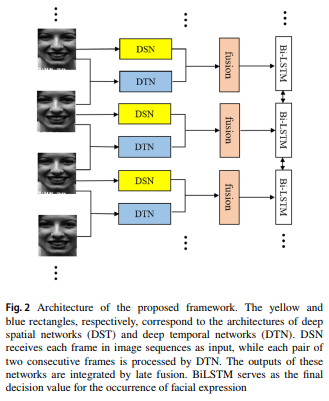 DSN
fusion
Bi-LSTM
DTN
DSN
fusion
Bi-LSTM
DTN
DSN
fusion
Bi-LSTM
DTN
Fig. 2 Architecture of the proposed framework. The yellow and
blue rectangles, respectively, correspond to the architectures of deep
spatial networks (DST) and deep temporal networks (DTN). DSN
receives each frame in image sequences as input, while each pair of
two consecutive frames is processed by DTN. The outputs of these
networks are integrated by late fusion. BiLSTM serves as the final
decision value for the occurrence of facial expression